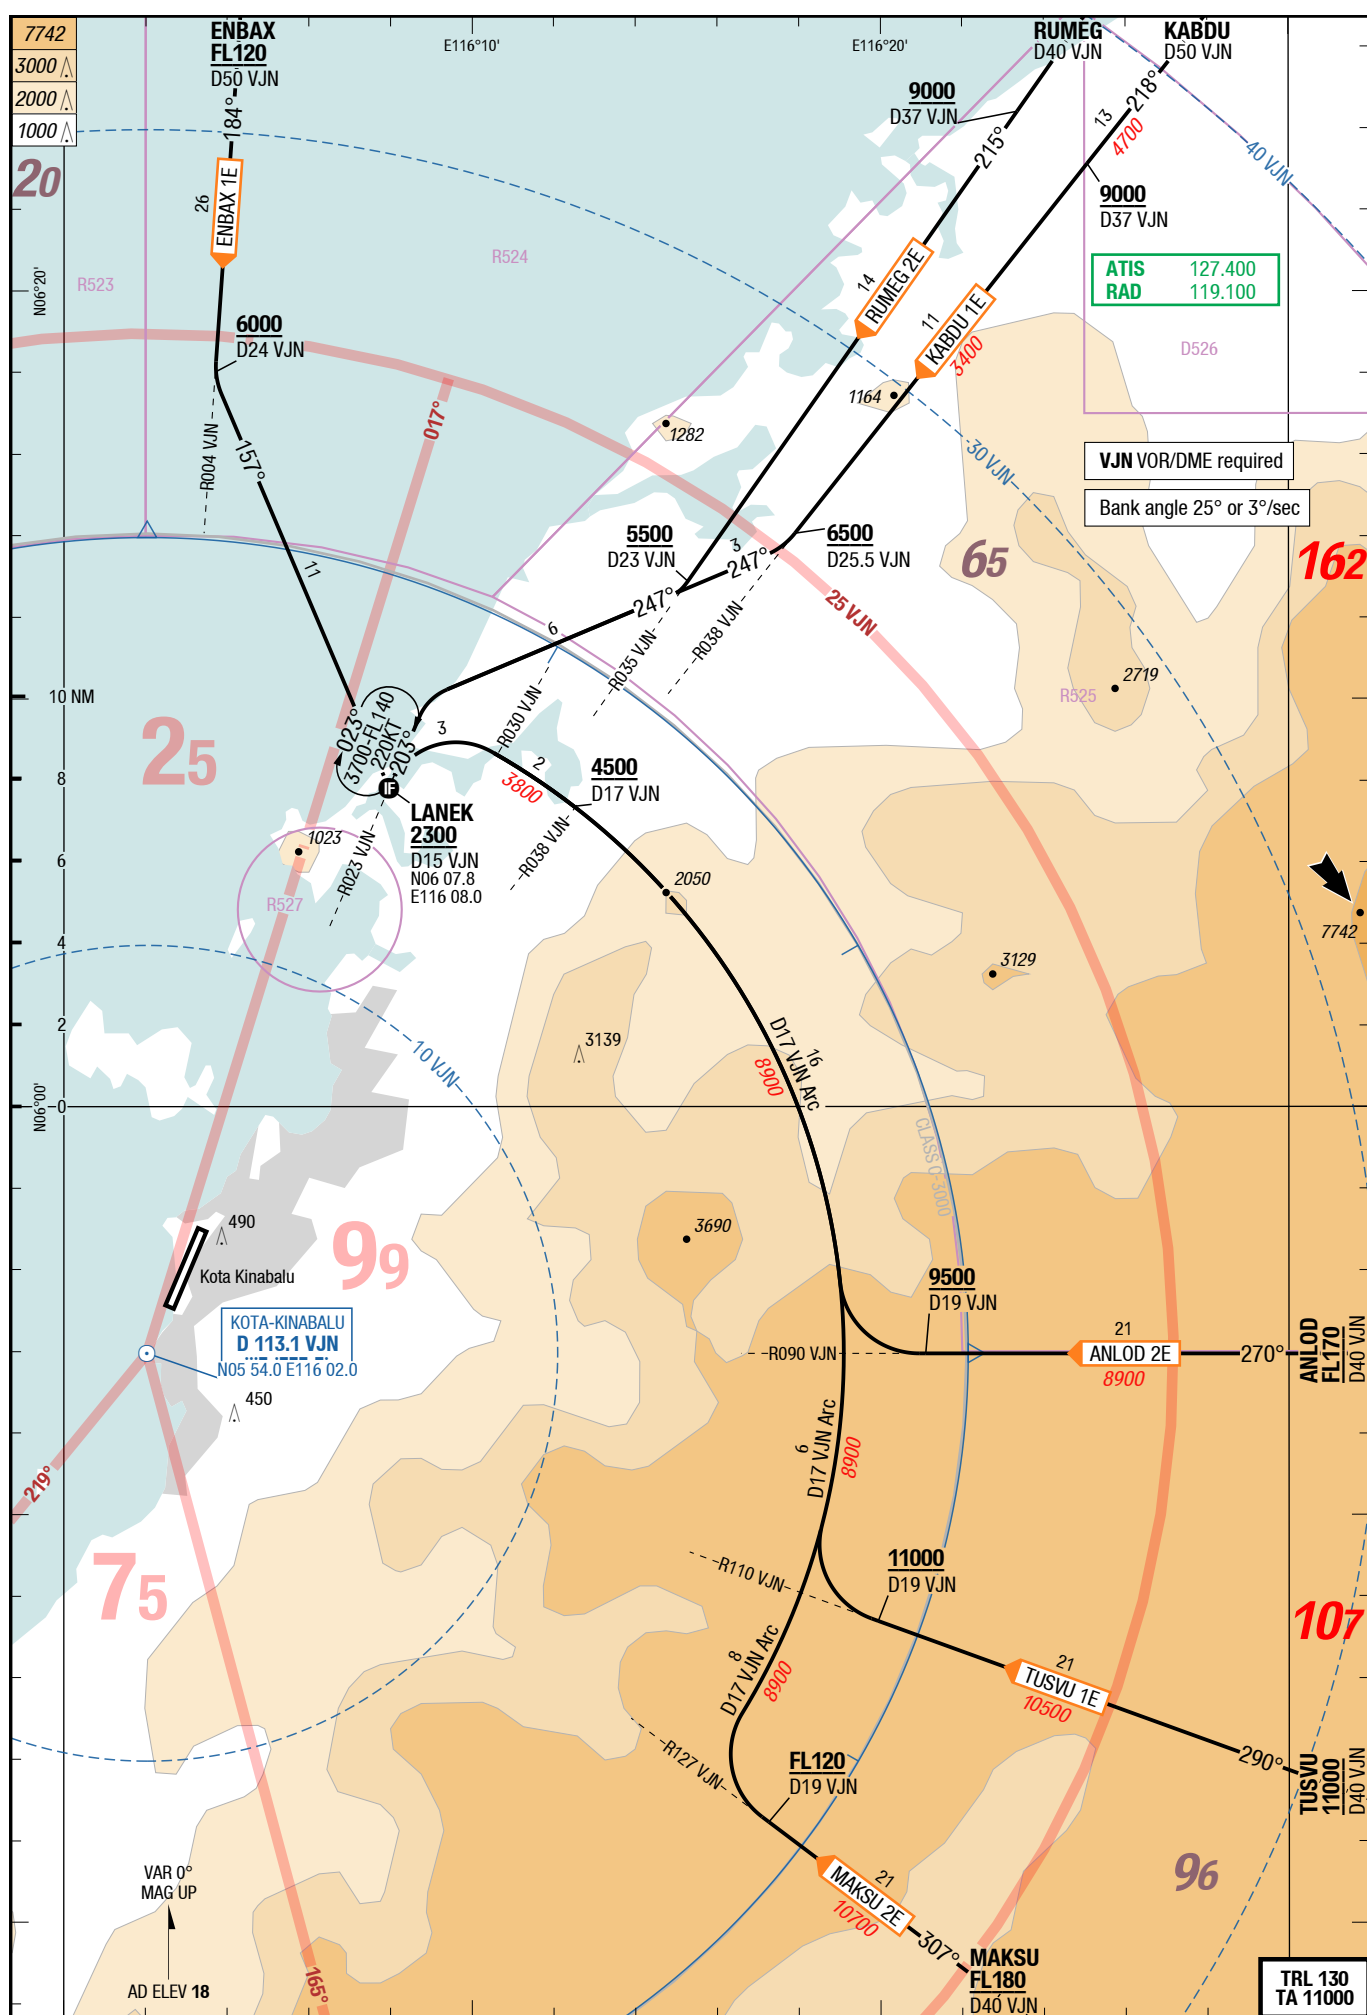 7742
3000
2000
1000
ENBAX
FL120
D50 VJN
184°
E116°10'
E116°20'
RUMEG
D40 VJN
KABDU
D50 VJN
9000
D37 VJN
215°
13
218°
4700
40 VJN
20
26
ENBAX 1E
R523
R524
9000
D37 VJN
ATIS 127.400
RAD 119.100
N06°20'
6000
D24 VJN
14
RUMEG 2E
11
KABDU 1E
3400
D526
017°
1164
1282
R004 VJN
157°
30 VJN
VJN VOR/DME required
Bank angle 25° or 3°/sec
11
5500
D23 VJN
3
247°
6500
D25.5 VJN
65
162
247°
25 VJN
6
R035 VJN
R038 VJN
10 NM
2719
R525
25
023°
3700-FL140
220KT
203°
3
R030 VJN
2
3800
4500
D17 VJN
8
IF
LANEK
2300
D15 VJN
N06 07.8
E116 08.0
R038 VJN
1023
R023 VJN
6
R527
2050
7742
4
3129
2
10 VJN
3139
16
D17 VJN Arc
8900
N06°00'
0
CLASS C-3000
490
99
3690
Kota Kinabalu
9500
D19 VJN
KOTA-KINABALU
D 113.1 VJN
N05 54.0 E116 02.0
R090 VJN
21
ANLOD 2E
8900
270°
ANLOD
FL170
D40 VJN
450
6
D17 VJN Arc
8900
219°
75
R110 VJN
11000
D19 VJN
107
8
D17 VJN Arc
8900
21
TUSVU 1E
10500
290°
TUSVU
11000
D40 VJN
R127 VJN
FL120
D19 VJN
VAR 0°
MAG UP
21
MAKSU 2E
10700
96
307°
MAKSU
FL180
D40 VJN
165°
AD ELEV 18
TRL 130
TA 11000